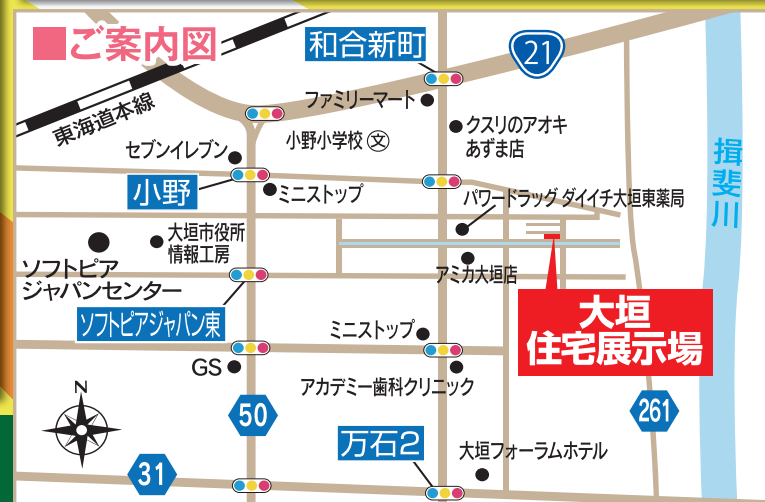 ■ご案内図
和合新町
21
東海道本線
ファミリーマート
クスリのアオキ
あずま店
小野小学校 文
セブンイレブン
揖斐川
小野
ミニストップ
パワードラッグ ダイイチ大垣東薬局
大垣市役所
情報工房
ソフトピア
ジャパンセンター
アミカ大垣店
大垣
住宅展示場
ソフトピアジャパン東
ミニストップ
GS
アカデミー歯科クリニック
N
50
261
万石2
大垣フォーラムホテル
31